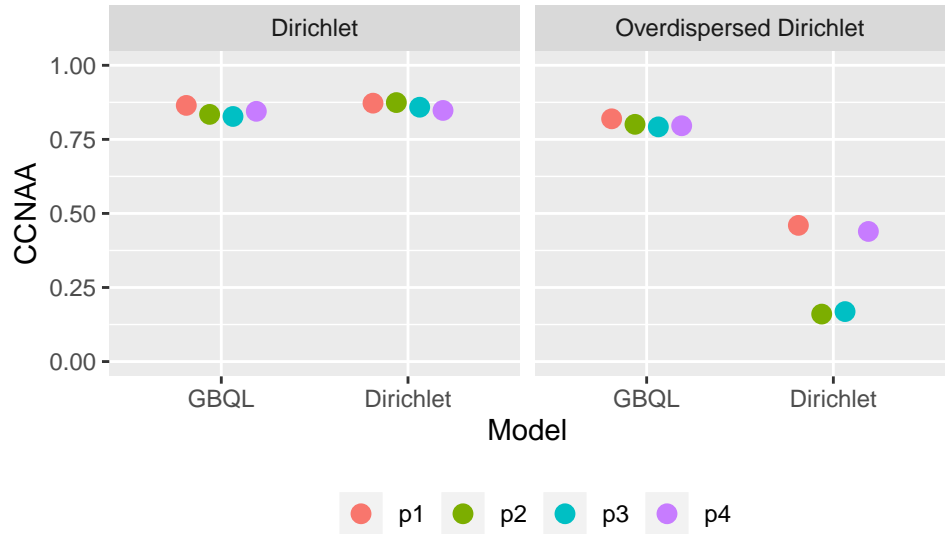 Dirichlet Overdispersed Dirichlet
1.00
0.75
0.50
0.25
0.00
CCNAA
GBQL Dirichlet GBQL Dirichlet
Model
p1 p2 p3 p4